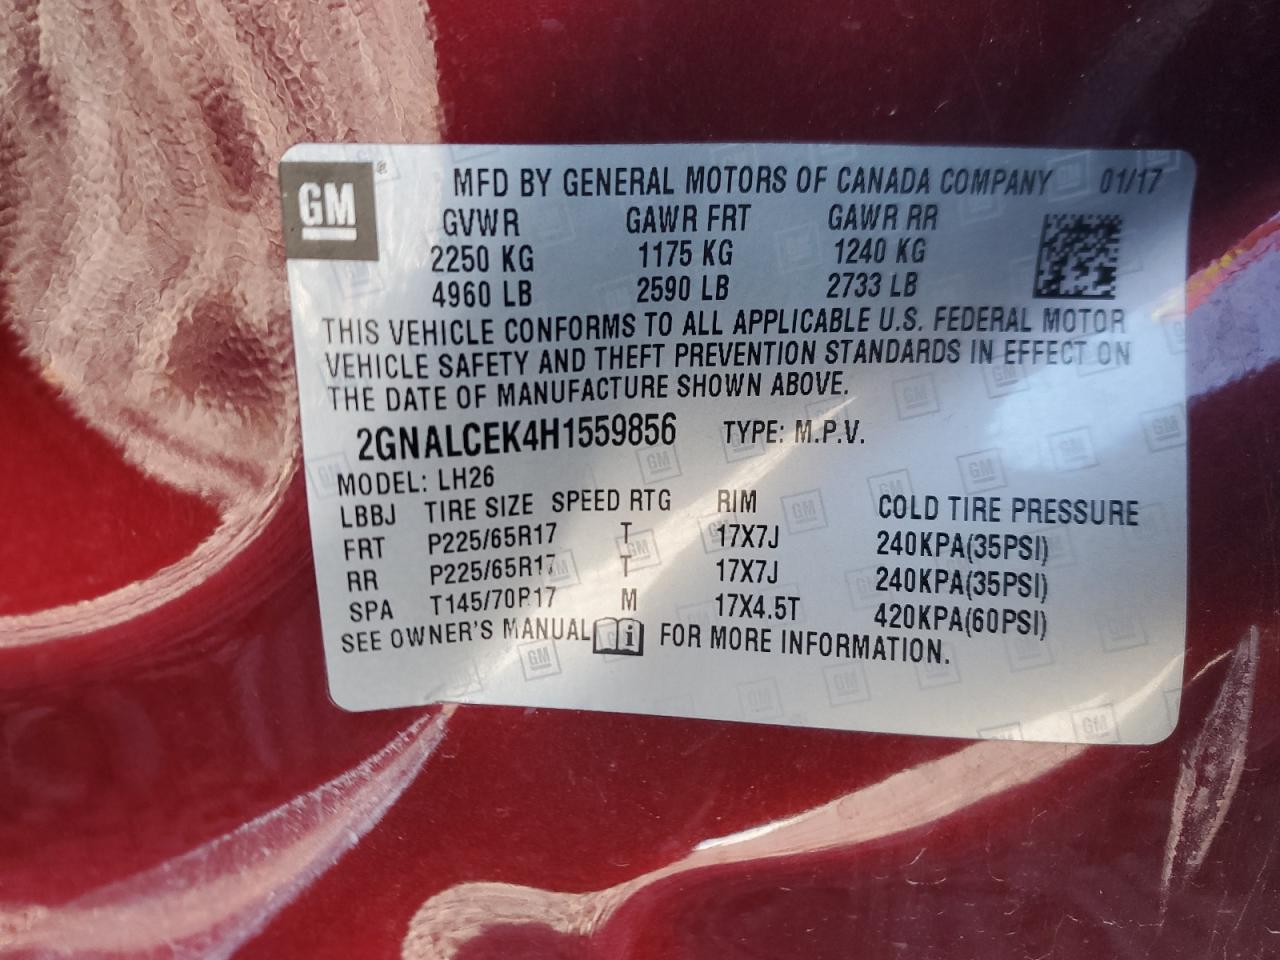 GM ® MFD BY GENERAL MOTORS OF CANADA COMPANY 01/17
GVWR GAWR FRT GAWR RR
2250 KG 1175 KG 1240 KG
4960 LB 2590 LB 2733 LB
THIS VEHICLE CONFORMS TO ALL APPLICABLE U.S. FEDERAL MOTOR
VEHICLE SAFETY AND THEFT PREVENTION STANDARDS IN EFFECT ON
THE DATE OF MANUFACTURE SHOWN ABOVE.
2GNALCEK4H1559856 TYPE: M.P.V.
MODEL: LH26
LBBJ TIRE SIZE SPEED RTG RIM COLD TIRE PRESSURE
FRT P225/65R17 T 17X7J 240KPA(35PSI)
RR P225/65R17 T 17X7J 240KPA(35PSI)
SPA T145/70R17 M 17X4.5T 420KPA(60PSI)
SEE OWNER'S MANUAL i FOR MORE INFORMATION.